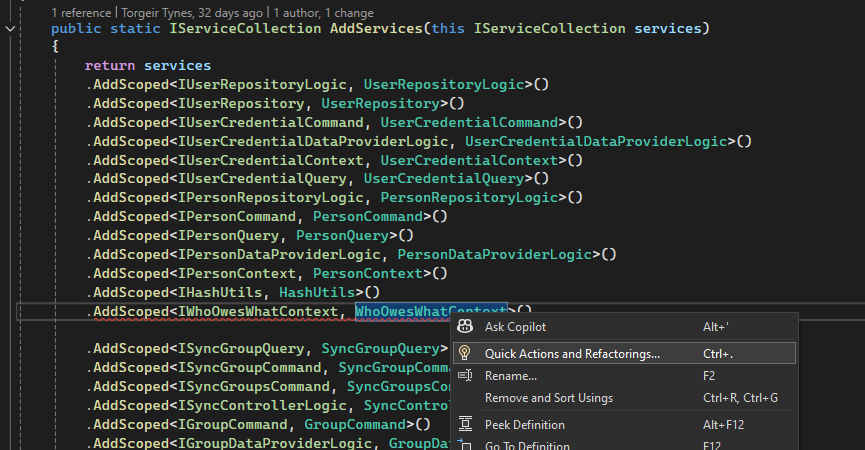 1 reference | Torgeir Tynes, 32 days ago | 1 author, 1 change
public static IServiceCollection AddServices(this IServiceCollection services)
{
return services
.AddScoped<IUserRepositoryLogic, UserRepositoryLogic>()
.AddScoped<IUserRepository, UserRepository>()
.AddScoped<IUserCredentialCommand, UserCredentialCommand>()
.AddScoped<IUserCredentialDataProviderLogic, UserCredentialDataProviderLogic>()
.AddScoped<IUserCredentialContext, UserCredentialContext>()
.AddScoped<IUserCredentialQuery, UserCredentialQuery>()
.AddScoped<IPersonRepositoryLogic, PersonRepositoryLogic>()
.AddScoped<IPersonCommand, PersonCommand>()
.AddScoped<IPersonQuery, PersonQuery>()
.AddScoped<IPersonDataProviderLogic, PersonDataProviderLogic>()
.AddScoped<IPersonContext, PersonContext>()
.AddScoped<IHashUtils, HashUtils>()
.AddScoped<IWhoOwesWhatContext, WhoOwesWhatContext>()
.AddScoped<ISyncGroupQuery, SyncGroupQuery>
.AddScoped<ISyncGroupCommand, SyncGroupComm
.AddScoped<ISyncGroupsCommand, SyncGroupsCo
.AddScoped<ISyncControllerLogic, SyncContro
.AddScoped<IGroupCommand, GroupCommand>()
.AddScoped<IGroupDataProviderLogic, GroupDa
Ask Copilot Alt+'
Quick Actions and Refactorings... Ctrl+.
Rename... F2
Remove and Sort Usings Ctrl+R, Ctrl+G
Peek Definition Alt+F12
Go To Definition F12